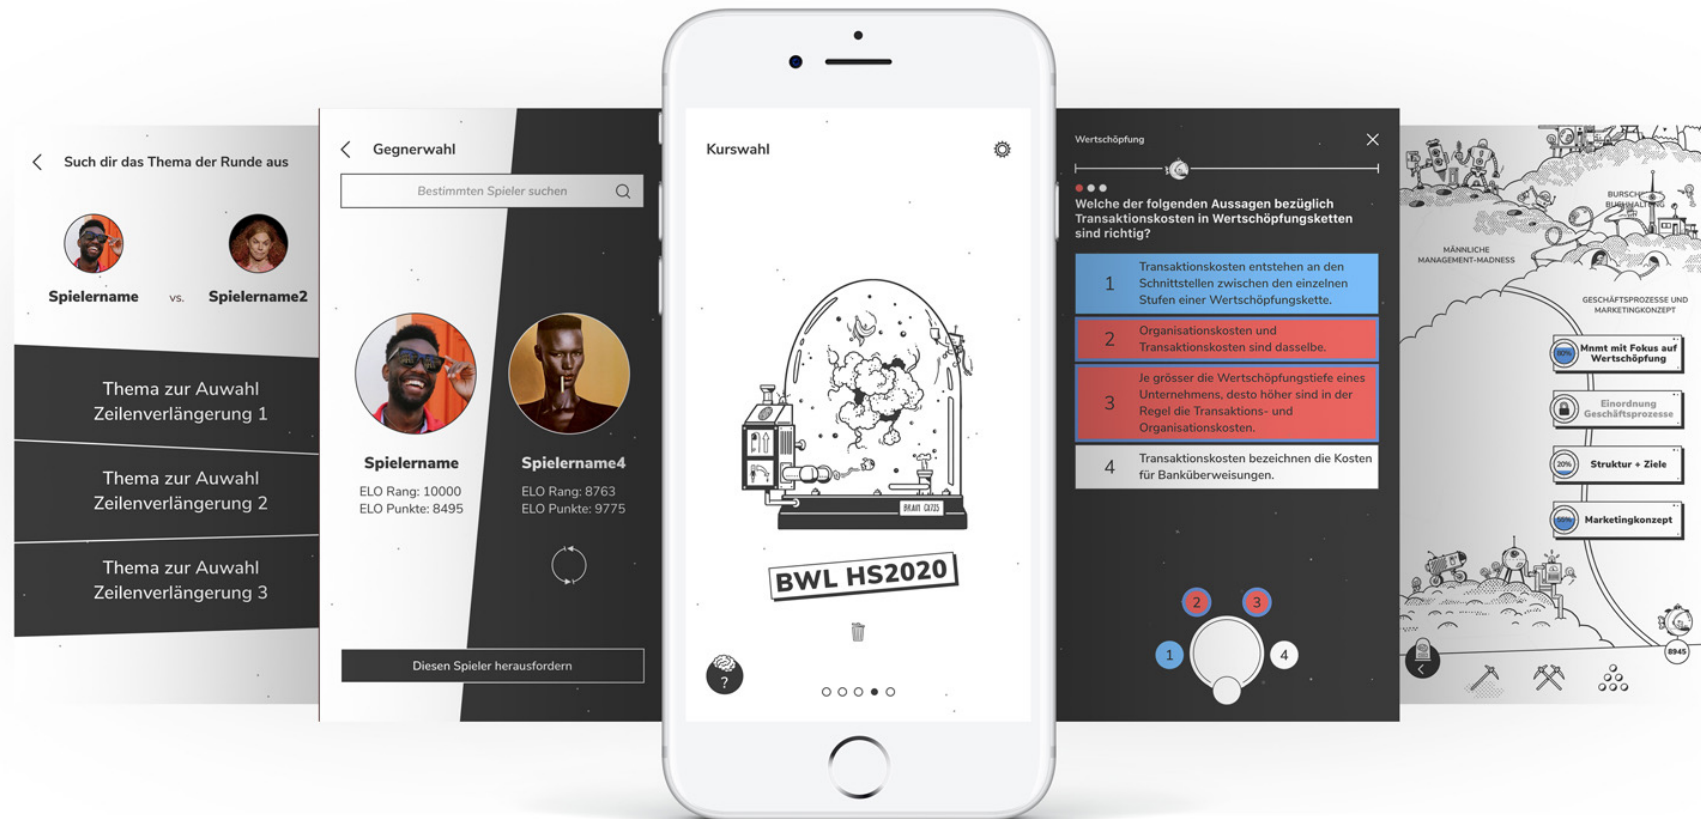 Such dir das Thema der Runde aus
Spielername
vs.
Spielername2
Thema zur Auwahl
Zeilenverlängerung 1
Thema zur Auwahl
Zeilenverlängerung 2
Thema zur Auwahl
Zeilenverlängerung 3
Gegnerwahl
Bestimmten Spieler suchen
Spielername
ELO Rang: 10000
ELO Punkte: 8495
Spielername4
ELO Rang: 8763
ELO Punkte: 9775
Diesen Spieler herausfordern
Kurswahl
BWL HS2020
?
Wertschöpfung
Welche der folgenden Aussagen bezüglich
Transaktionskosten in Wertschöpfungsketten
sind richtig?
1
Transaktionskosten entstehen an den
Schnittstellen zwischen den einzelnen
Stufen einer Wertschöpfungskette.
2
Organisationskosten und
Transaktionskosten sind dasselbe.
3
Je grösser die Wertschöpfungstiefe eines
Unternehmens, desto höher sind in der
Regel die Transaktions- und
Organisationskosten.
4
Transaktionskosten bezeichnen die Kosten
für Banküberweisungen.
2
3
1
4
MÄNNLICHE
MANAGEMENT-MADNESS
GESCHÄFTSPROZESSE UND
MARKETINGKONZEPT
Mnmt mit Fokus auf
Wertschöpfung
Einordnung
Geschäftsprozesse
20%
Struktur + Ziele
Marketingkonzept
8945